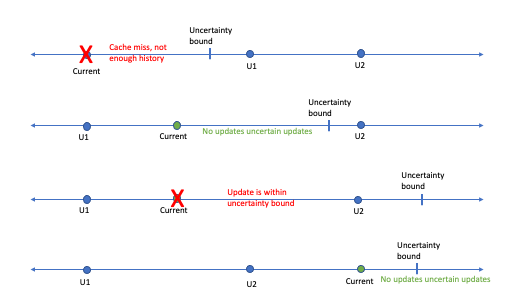 Uncertainty
bound
Cache miss, not
enough history
Current
U1
U2
Uncertainty
bound
No updates uncertain updates
U1
Current
U2
Uncertainty
bound
Update is within
uncertainty bound
U1
Current
U2
Uncertainty
bound
No updates uncertain updates
U1
U2
Current